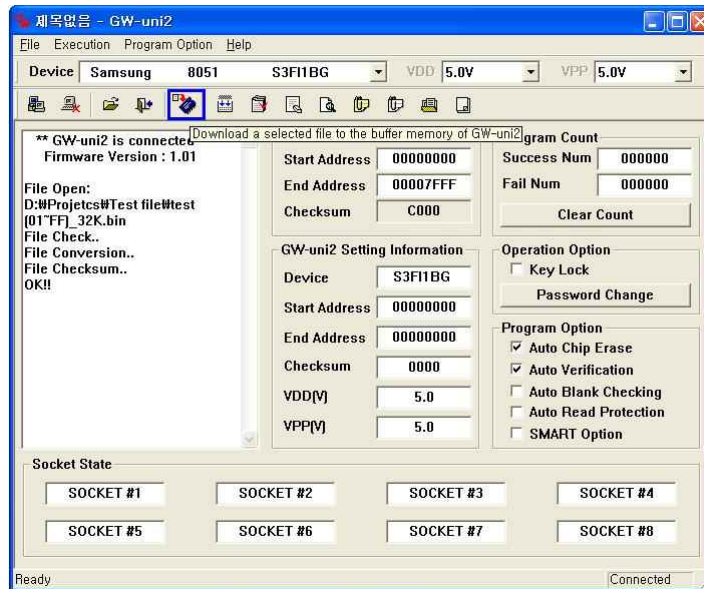 제목없음 - GW-uni2
File Execution Program Option Help
Device Samsung 8051 S3FI1BG VDD 5.0V VPP 5.0V
Download a selected file to the buffer memory of GW-uni2
** GW-uni2 is connected
Firmware Version : 1.01
File Open:
D:₩Projetcs₩Test file₩test
(01~FF)_32K.bin
File Check..
File Conversion..
File Checksum..
OK!!
Start Address 00000000
End Address 00007FFF
Checksum C000
GW-uni2 Setting Information
Device S3FI1BG
Start Address 00000000
End Address 00000000
Checksum 0000
VDD(V) 5.0
VPP(V) 5.0
gram Count
Success Num 000000
Fail Num 000000
Clear Count
Operation Option
Key Lock
Password Change
Program Option
Auto Chip Erase
Auto Verification
Auto Blank Checking
Auto Read Protection
SMART Option
Socket State
SOCKET #1 SOCKET #2 SOCKET #3 SOCKET #4
SOCKET #5 SOCKET #6 SOCKET #7 SOCKET #8
Ready Connected